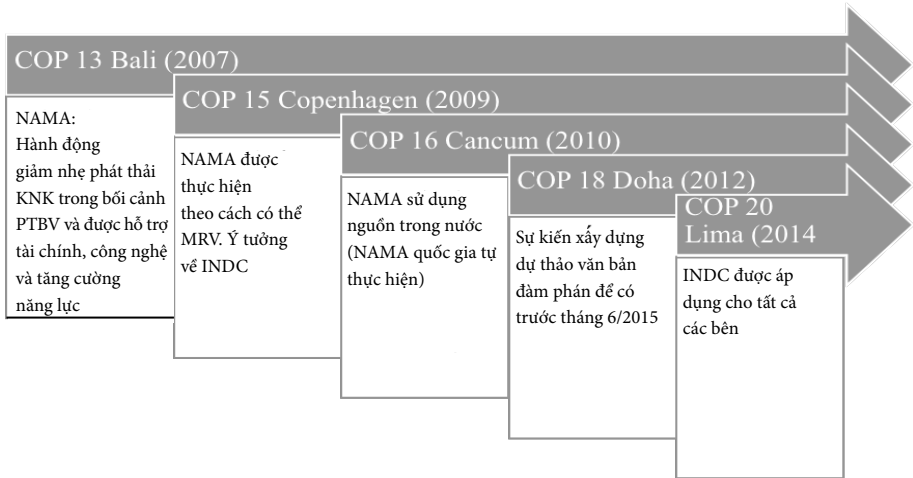 COP 13 Bali (2007)
NAMA:
Hành động
giảm nhẹ phát thải
KNK trong bối cảnh
PTBV và được hỗ trợ
tài chính, công nghệ
và tăng cường
năng lực
COP 15 Copenhagen (2009)
NAMA được
thực hiện
theo cách có thể
MRV. Ý tưởng
về INDC
COP 16 Cancum (2010)
NAMA sử dụng
nguồn trong nước
(NAMA quốc gia tự
thực hiện)
COP 18 Doha (2012)
Sự kiến xấy dựng
dự thảo văn bản
đàm phán để có
trước tháng 6/2015
COP 20
Lima (2014
INDC được áp
dụng cho tất cả
các bên